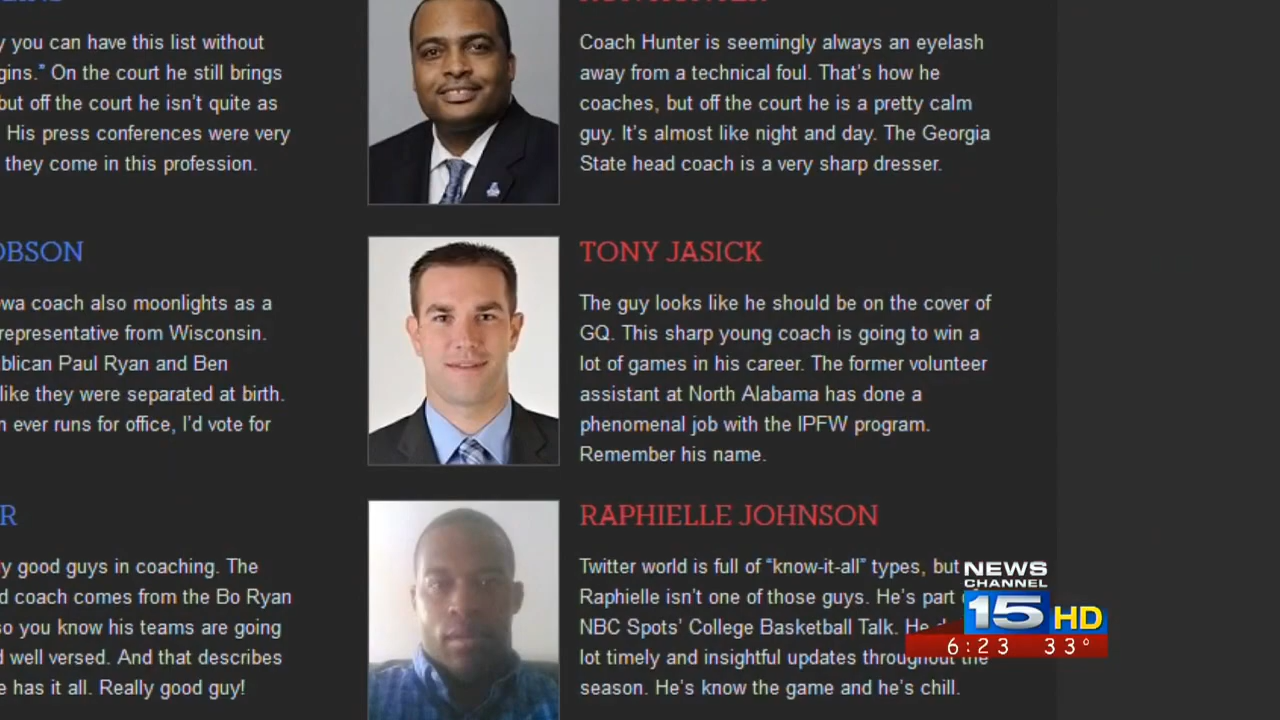 y you can have this list without
gins." On the court he still brings
but off the court he isn't quite as
His press conferences were very
they come in this profession.
Coach Hunter is seemingly always an eyelash
away from a technical foul. That's how he
coaches, but off the court he is a pretty calm
guy. It's almost like night and day. The Georgia
State head coach is a very sharp dresser.
OBSON
wa coach also moonlights as a
representative from Wisconsin.
blican Paul Ryan and Ben
like they were separated at birth.
n ever runs for office, I'd vote for
TONY JASICK
The guy looks like he should be on the cover of
GQ. This sharp young coach is going to win a
lot of games in his career. The former volunteer
assistant at North Alabama has done a
phenomenal job with the IPFW program.
Remember his name.
R
y good guys in coaching. The
d coach comes from the Bo Ryan
so you know his teams are going
d well versed. And that describes
e has it all. Really good guy!
RAPHIELLE JOHNSON
Twitter world is full of "know-it-all" types, but
Raphielle isn't one of those guys. He's part
NBC Spots' College Basketball Talk. He
lot timely and insightful updates throughout the
season. He's know the game and he's chill.
NEWS
CHANNEL
15 HD
6:23 33°